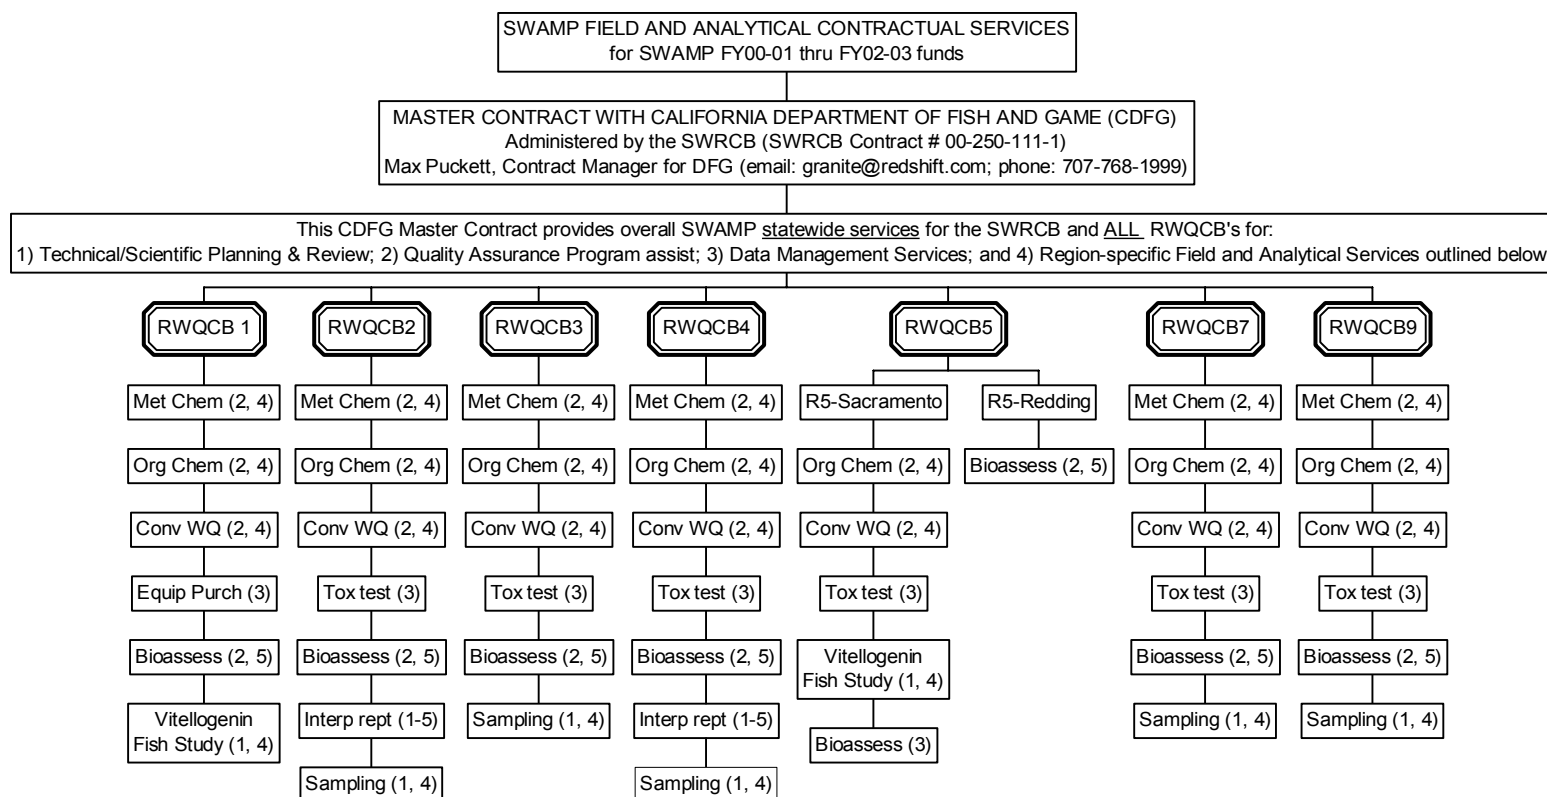 SWAMP FIELD AND ANALYTICAL CONTRACTUAL SERVICES
for SWAMP FY00-01 thru FY02-03 funds
MASTER CONTRACT WITH CALIFORNIA DEPARTMENT OF FISH AND GAME (CDFG)
Administered by the SWRCB (SWRCB Contract # 00-250-111-1)
Max Puckett, Contract Manager for DFG (email: granite@redshift.com; phone: 707-768-1999)
This CDFG Master Contract provides overall SWAMP statewide services for the SWRCB and ALL RWQCB's for:
1) Technical/Scientific Planning & Review; 2) Quality Assurance Program assist; 3) Data Management Services; and 4) Region-specific Field and Analytical Services outlined below
RWQCB 1
Met Chem (2, 4)
Org Chem (2, 4)
Conv WQ (2, 4)
Equip Purch (3)
Bioassess (2, 5)
Vitellogenin
Fish Study (1, 4)
RWQCB2
Met Chem (2, 4)
Org Chem (2, 4)
Conv WQ (2, 4)
Tox test (3)
Bioassess (2, 5)
Interp rept (1-5)
Sampling (1, 4)
RWQCB3
Met Chem (2, 4)
Org Chem (2, 4)
Conv WQ (2, 4)
Tox test (3)
Bioassess (2, 5)
Sampling (1, 4)
RWQCB4
Met Chem (2, 4)
Org Chem (2, 4)
Conv WQ (2, 4)
Tox test (3)
Bioassess (2, 5)
Interp rept (1-5)
Sampling (1, 4)
RWQCB5
R5-Sacramento
Org Chem (2, 4)
Conv WQ (2, 4)
Tox test (3)
Vitellogenin
Fish Study (1, 4)
Bioassess (3)
R5-Redding
Bioassess (2, 5)
RWQCB7
Met Chem (2, 4)
Org Chem (2, 4)
Conv WQ (2, 4)
Tox test (3)
Bioassess (2, 5)
Sampling (1, 4)
RWQCB9
Met Chem (2, 4)
Org Chem (2, 4)
Conv WQ (2, 4)
Tox test (3)
Bioassess (2, 5)
Sampling (1, 4)